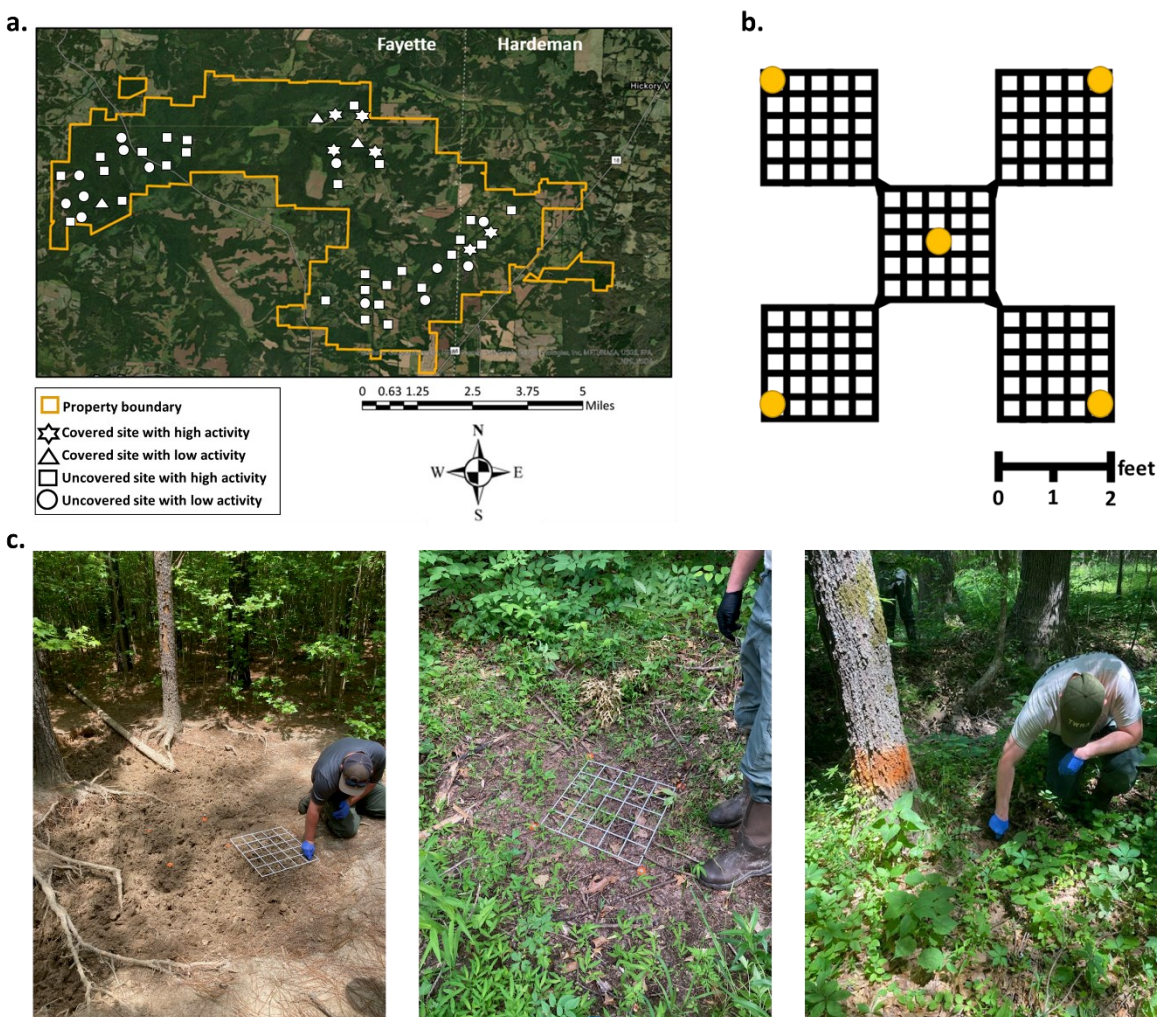 a.
b.
Fayette
Hardeman
Hickory V
18
0 0.63 1.25 2.5 3.75 5
Miles
Property boundary
Covered site with high activity
Covered site with low activity
Uncovered site with high activity
Uncovered site with low activity
N
W E
S
feet
0 1 2
c.